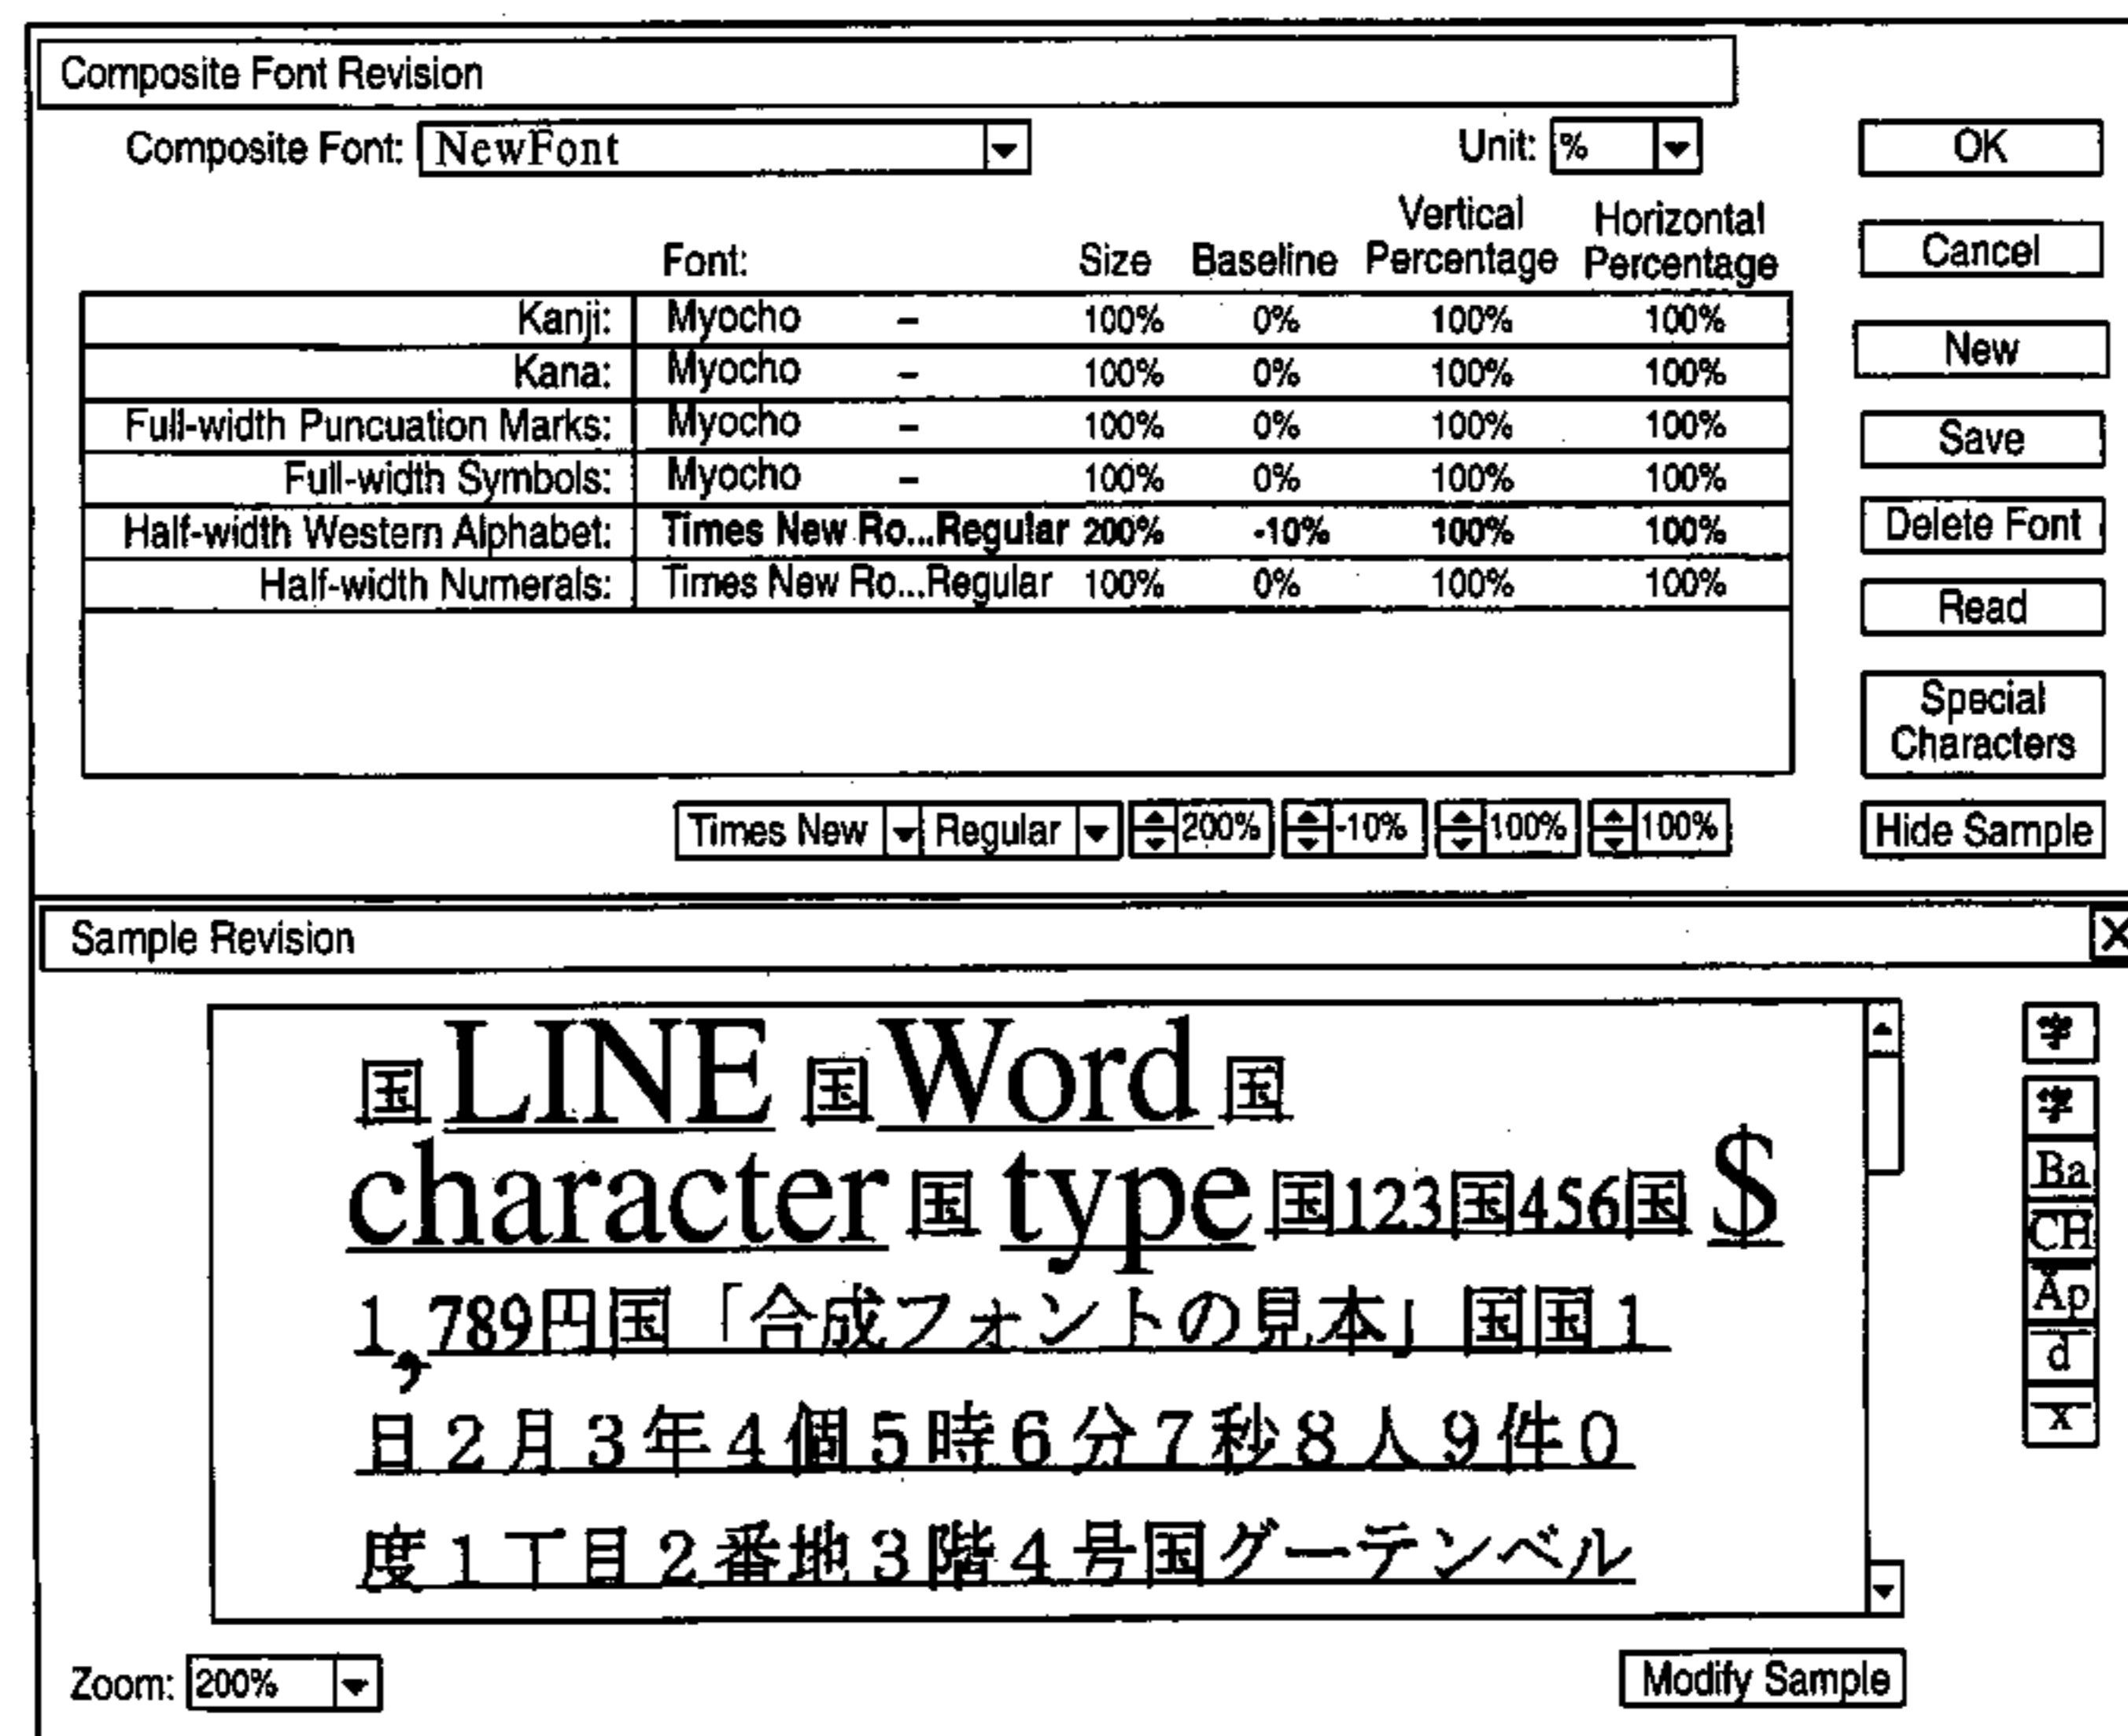 Composite Font Revision
Composite Font: NewFont Unit: % OK
Font: Size Baseline Vertical Percentage Horizontal Percentage Cancel
Kanji: Myocho – 100% 0% 100% 100%
New
Kana: Myocho – 100% 0% 100% 100%
Full-width Puncuation Marks: Myocho – 100% 0% 100% 100% Save
Full-width Symbols: Myocho – 100% 0% 100% 100%
Half-width Western Alphabet: Times New Ro...Regular 200% -10% 100% 100% Delete Font
Half-width Numerals: Times New Ro...Regular 100% 0% 100% 100% Read
Special
Characters
Times New Regular 200% -10% 100% 100% Hide Sample
Sample Revision X
国LINE国Word国
character国type国123国456国$
1,789円国「合成フォントの見本」国国1
日2月3年4個5時6分7秒8人9件0
度1丁目2番地3階4号国グーテンベル
字
字
Ba
CH
Åp
d
x
Zoom: 200% Modify Sample